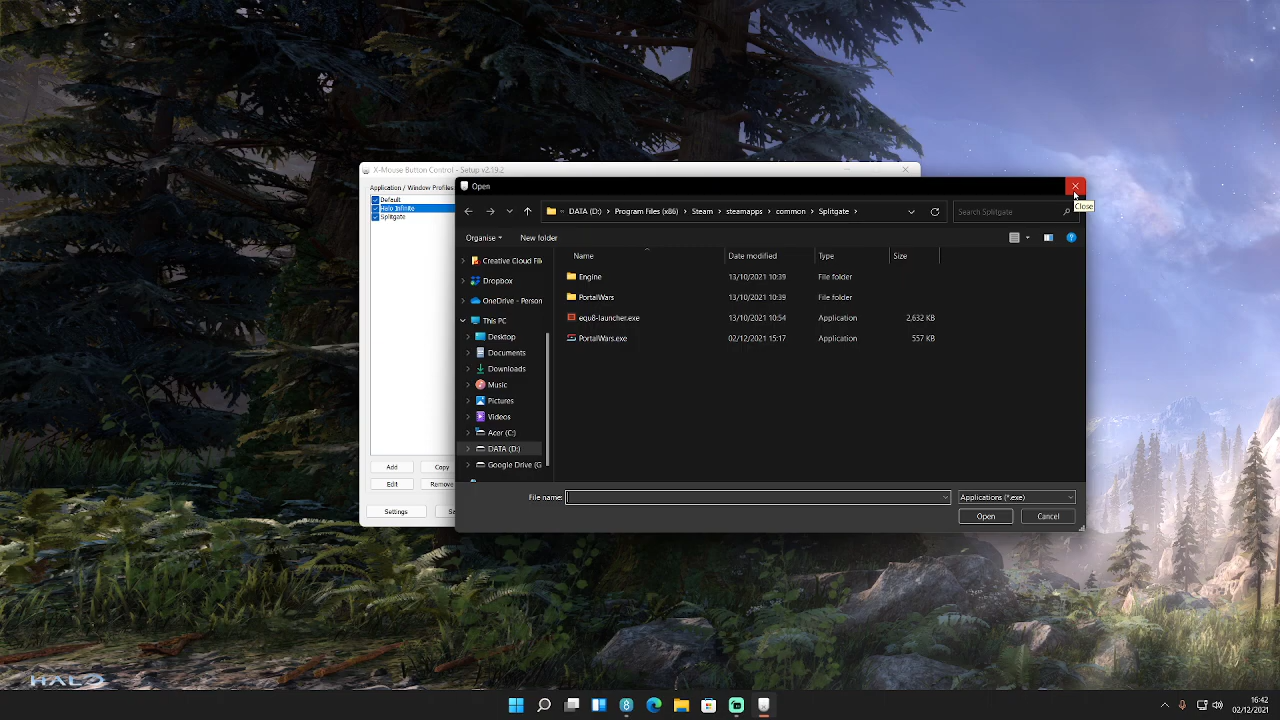 X-Mouse Button Control - Setup v2.19.2
Application / Window Profiles
Default
Halo Infinite
Splitgate
Add
Copy
Edit
Remove
Settings
Open
Close
DATA (D:) Program Files (x86) Steam steamapps common Splitgate
Search Splitgate
Organise
New folder
Name Date modified Type Size
Creative Cloud Fil
Dropbox
OneDrive - Person
This PC
Desktop
Documents
Downloads
Music
Pictures
Videos
Acer (C:)
DATA (D:)
Google Drive (G
Engine 13/10/2021 10:39 File folder
PortalWars 13/10/2021 10:39 File folder
equ8-launcher.exe 13/10/2021 10:54 Application 2,632 KB
PortalWars.exe 02/12/2021 15:17 Application 557 KB
File name:
Applications (*.exe)
Open
Cancel
HALO
16:42
02/12/2021